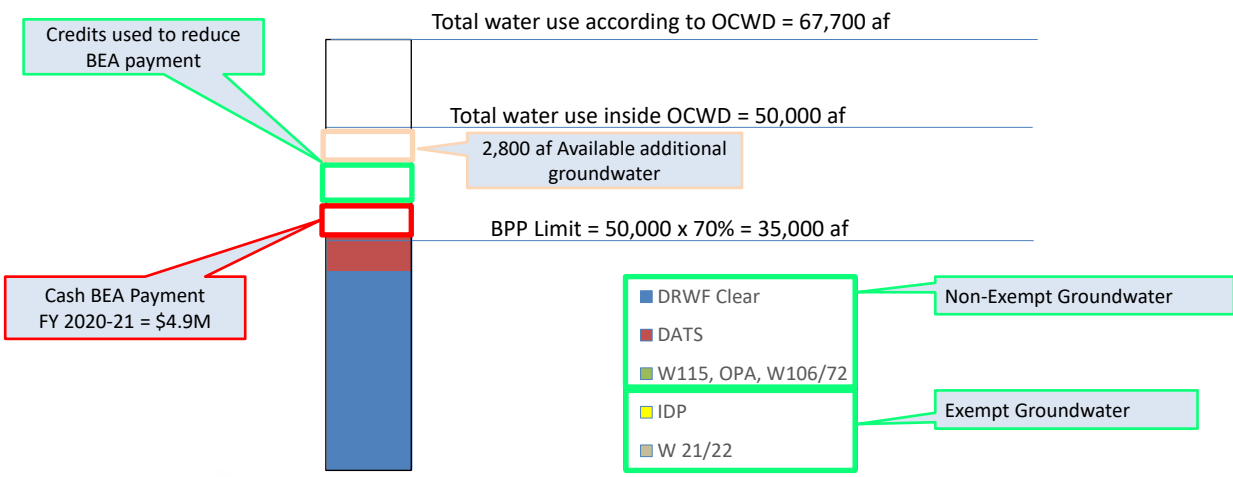 Total water use according to OCWD = 67,700 af
Credits used to reduce
BEA payment
Total water use inside OCWD = 50,000 af
2,800 af Available additional
groundwater
BPP Limit = 50,000 x 70% = 35,000 af
Cash BEA Payment
FY 2020-21 = $4.9M
DRWF Clear
DATS
W115, OPA, W106/72
IDP
W 21/22
Non-Exempt Groundwater
Exempt Groundwater